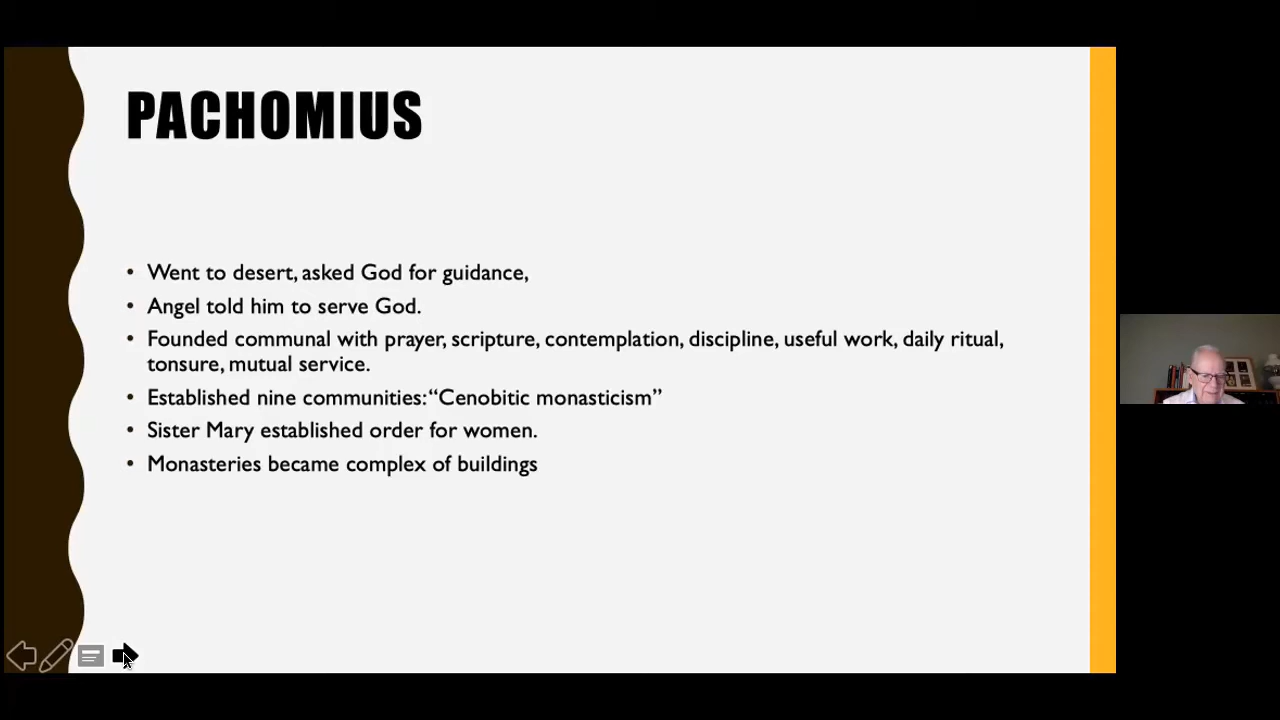 PACHOMIUS
• Went to desert, asked God for guidance,
• Angel told him to serve God.
• Founded communal with prayer, scripture, contemplation, discipline, useful work, daily ritual,
tonsure, mutual service.
• Established nine communities: “Cenobitic monasticism”
• Sister Mary established order for women.
• Monasteries became complex of buildings